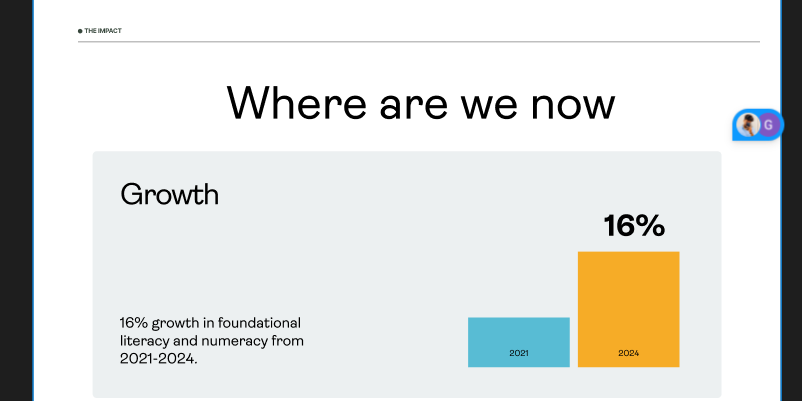 THE IMPACT
Where are we now
G
Growth
16%
16% growth in foundational
literacy and numeracy from
2021-2024.
2021
2024